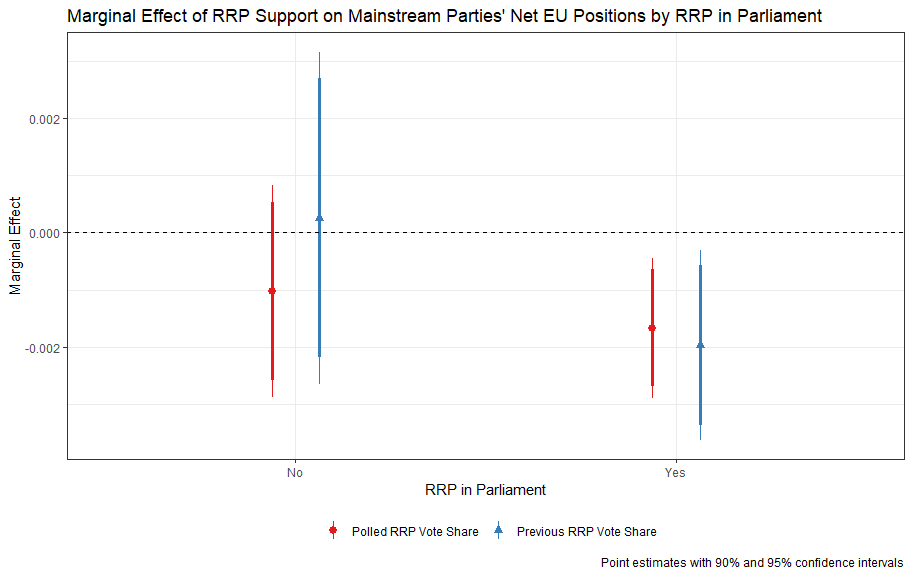 Marginal Effect of RRP Support on Mainstream Parties' Net EU Positions by RRP in Parliament
Marginal Effect
0.002
0.000
-0.002
No
Yes
RRP in Parliament
Polled RRP Vote Share
Previous RRP Vote Share
Point estimates with 90% and 95% confidence intervals